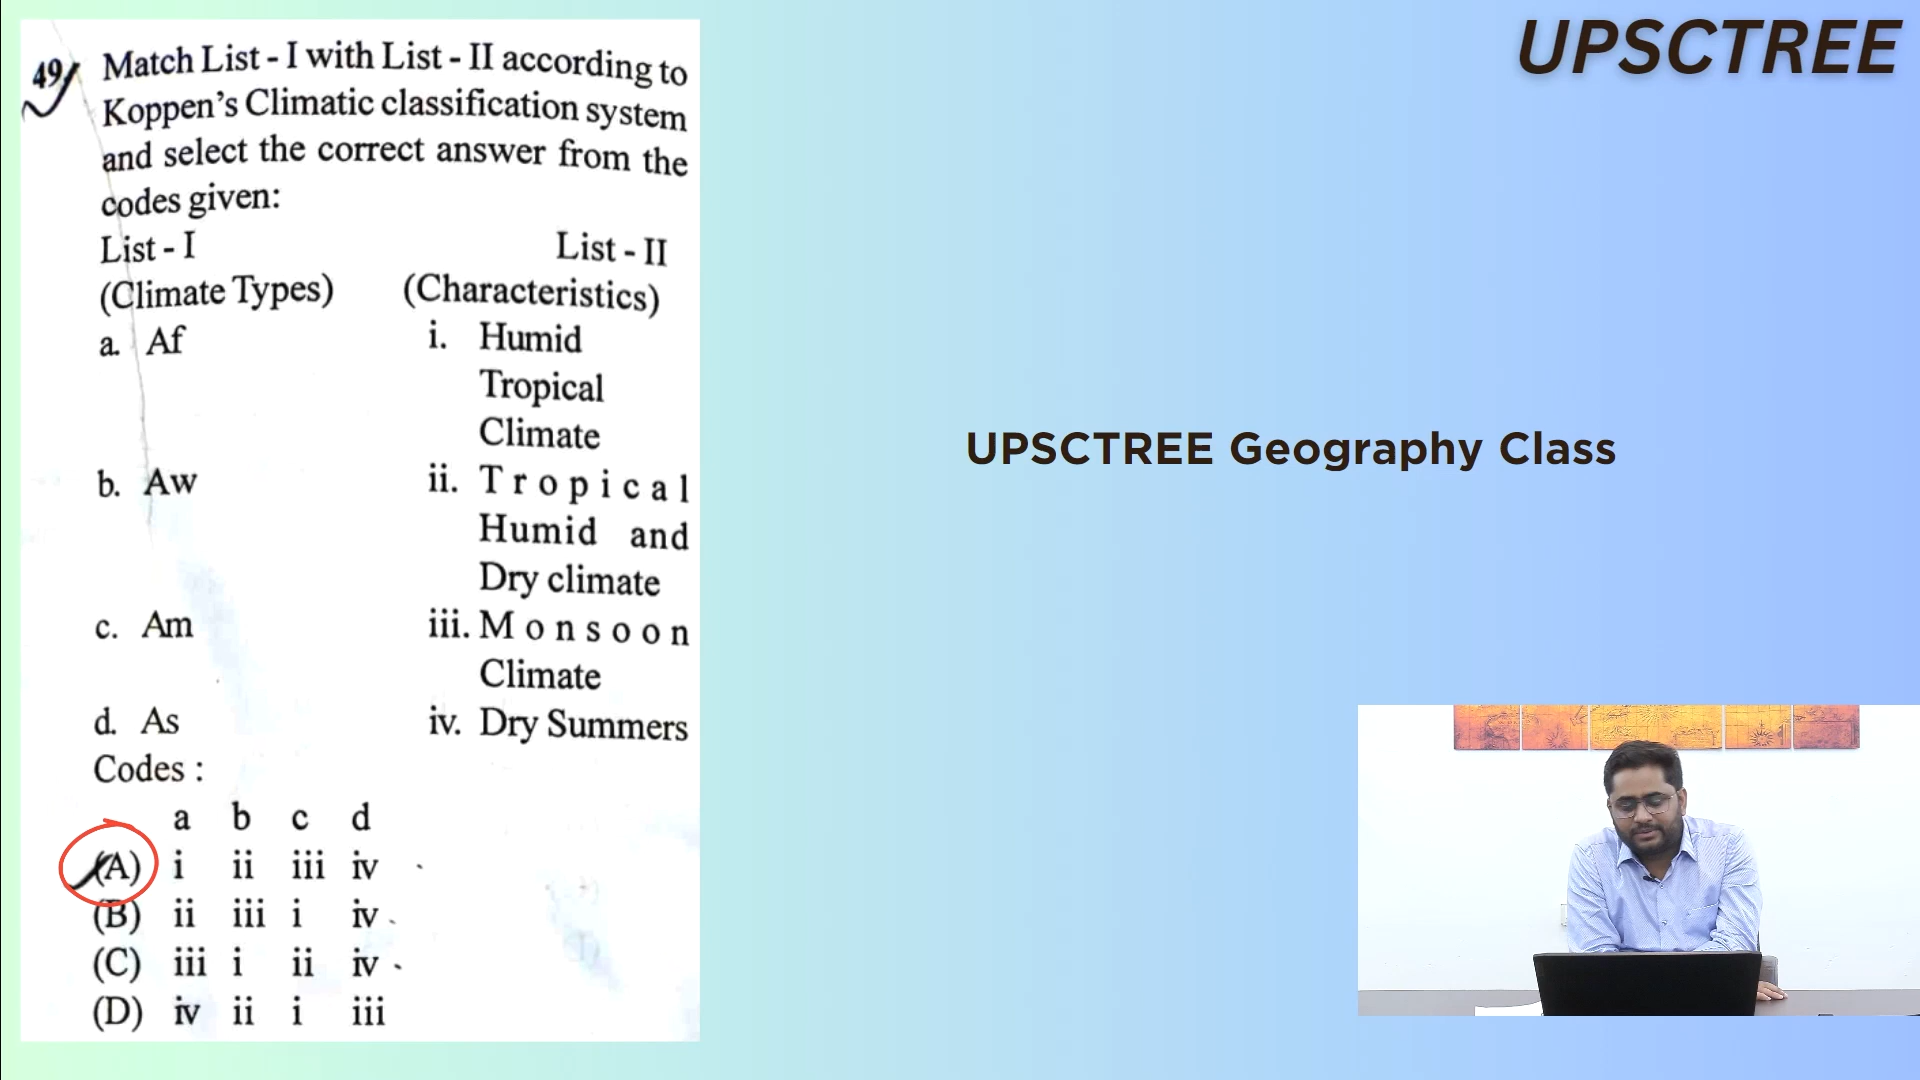 UPSCTREE
49
Match List - I with List - II according to
Koppen's Climatic classification system
and select the correct answer from the
codes given:
List - I List - II
(Climate Types) (Characteristics)
a. Af i. Humid
Tropical
Climate
b. Aw ii. Tropical
Humid and
Dry climate
c. Am iii. Monsoon
Climate
d. As iv. Dry Summers
Codes :
a b c d
(A) i ii iii iv
(B) ii iii i iv
(C) iii i ii iv
(D) iv ii i iii
UPSCTREE Geography Class